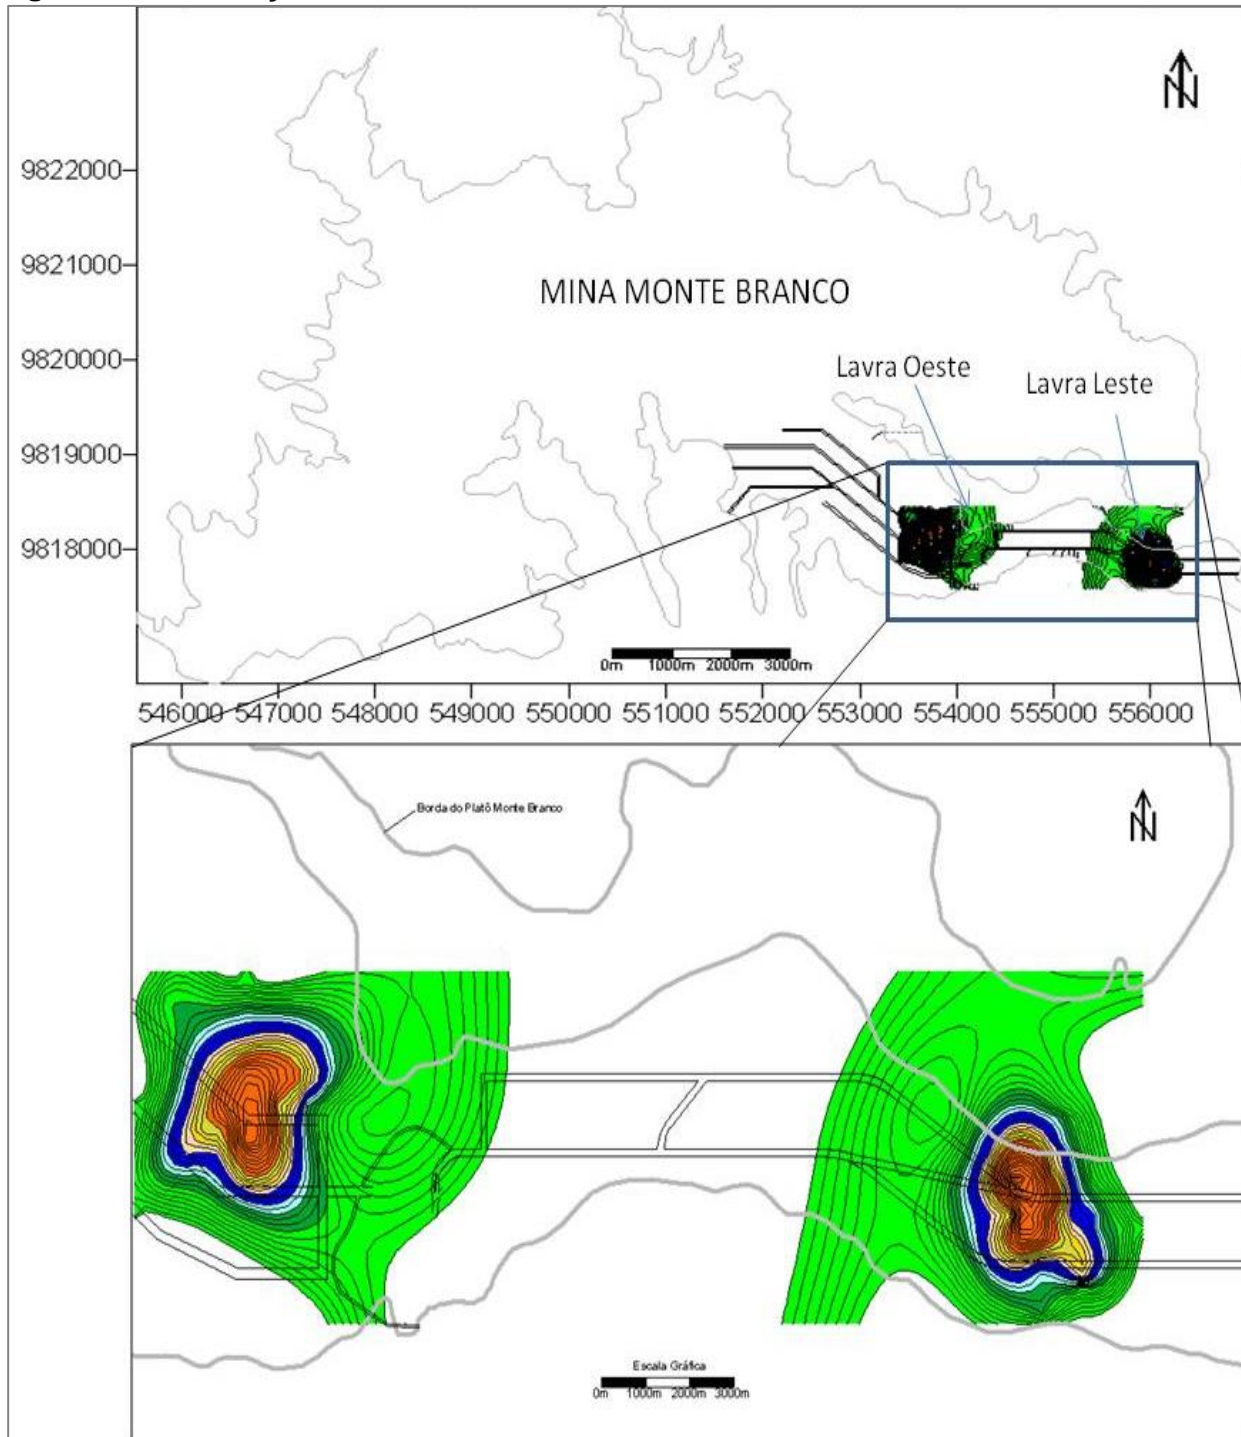 N
9822000
9821000
MINA MONTE BRANCO
9820000
Lavra Oeste
Lavra Leste
9819000
9818000
0m 1000m 2000m 3000m
546000 547000 548000 549000 550000 551000 552000 553000 554000 555000 556000
Borda do Platô Monte Branco
N
Escala Gráfica
0m 1000m 2000m 3000m